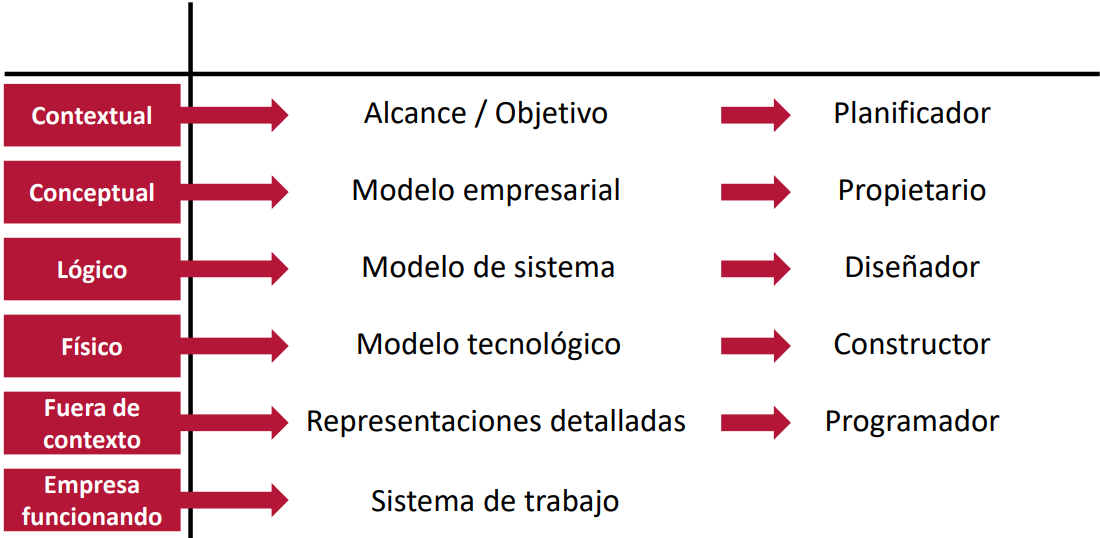 Contextual
Alcance / Objetivo
Planificador
Conceptual
Modelo empresarial
Propietario
Lógico
Modelo de sistema
Diseñador
Físico
Modelo tecnológico
Constructor
Fuera de
contexto
Representaciones detalladas
Programador
Empresa
funcionando
Sistema de trabajo